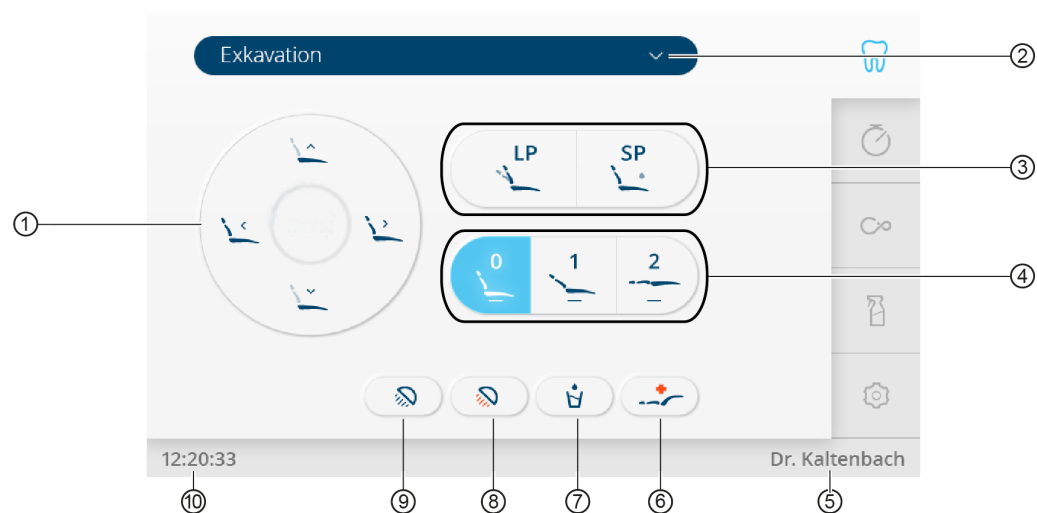 Exkavation
②
LP SP
③
①
0 1 2
④
12:20:33 Dr. Kaltenbach
⑩ ⑨ ⑧ ⑦ ⑥ ⑤